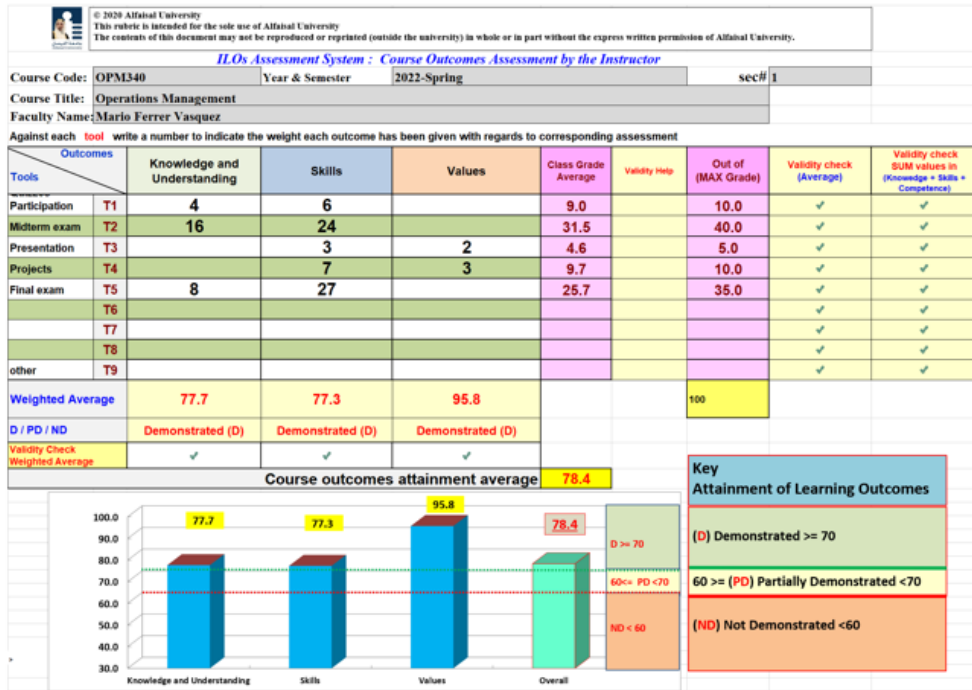 © 2020 Alfaisal University
This rubric is intended for the sole use of Alfaisal University
The contents of this document may not be reproduced or reprinted (outside the university) in whole or in part without the express written permission of Alfaisal University.
ILOs Assessment System : Course Outcomes Assessment by the Instructor
Course Code: OPM340 Year & Semester 2022-Spring sec# 1
Course Title: Operations Management
Faculty Name: Mario Ferrer Vasquez
Against each tool write a number to indicate the weight each outcome has been given with regards to corresponding assessment
Outcomes
Tools
Knowledge and Understanding
Skills
Values
Class Grade Average
Validity Help
Out of (MAX Grade)
Validity check (Average)
Validity check SUM values in (Knowledge + Skills + Competence)
Participation T1 4 6 9.0 10.0 ✓ ✓
Midterm exam T2 16 24 31.5 40.0 ✓ ✓
Presentation T3 3 2 4.6 5.0 ✓ ✓
Projects T4 7 3 9.7 10.0 ✓ ✓
Final exam T5 8 27 25.7 35.0 ✓ ✓
T6 ✓ ✓
T7 ✓ ✓
T8 ✓ ✓
other T9 ✓ ✓
Weighted Average 77.7 77.3 95.8 100
D / PD / ND Demonstrated (D) Demonstrated (D) Demonstrated (D)
Validity Check Weighted Average ✓ ✓ ✓
Course outcomes attainment average 78.4
Key
Attainment of Learning Outcomes
(D) Demonstrated >= 70
60 >= (PD) Partially Demonstrated <70
(ND) Not Demonstrated <60
77.7
77.3
95.8
78.4
100.0
90.0
80.0
70.0
60.0
50.0
40.0
30.0
D >= 70
60<= PD <70
ND < 60
Knowledge and Understanding Skills Values Overall